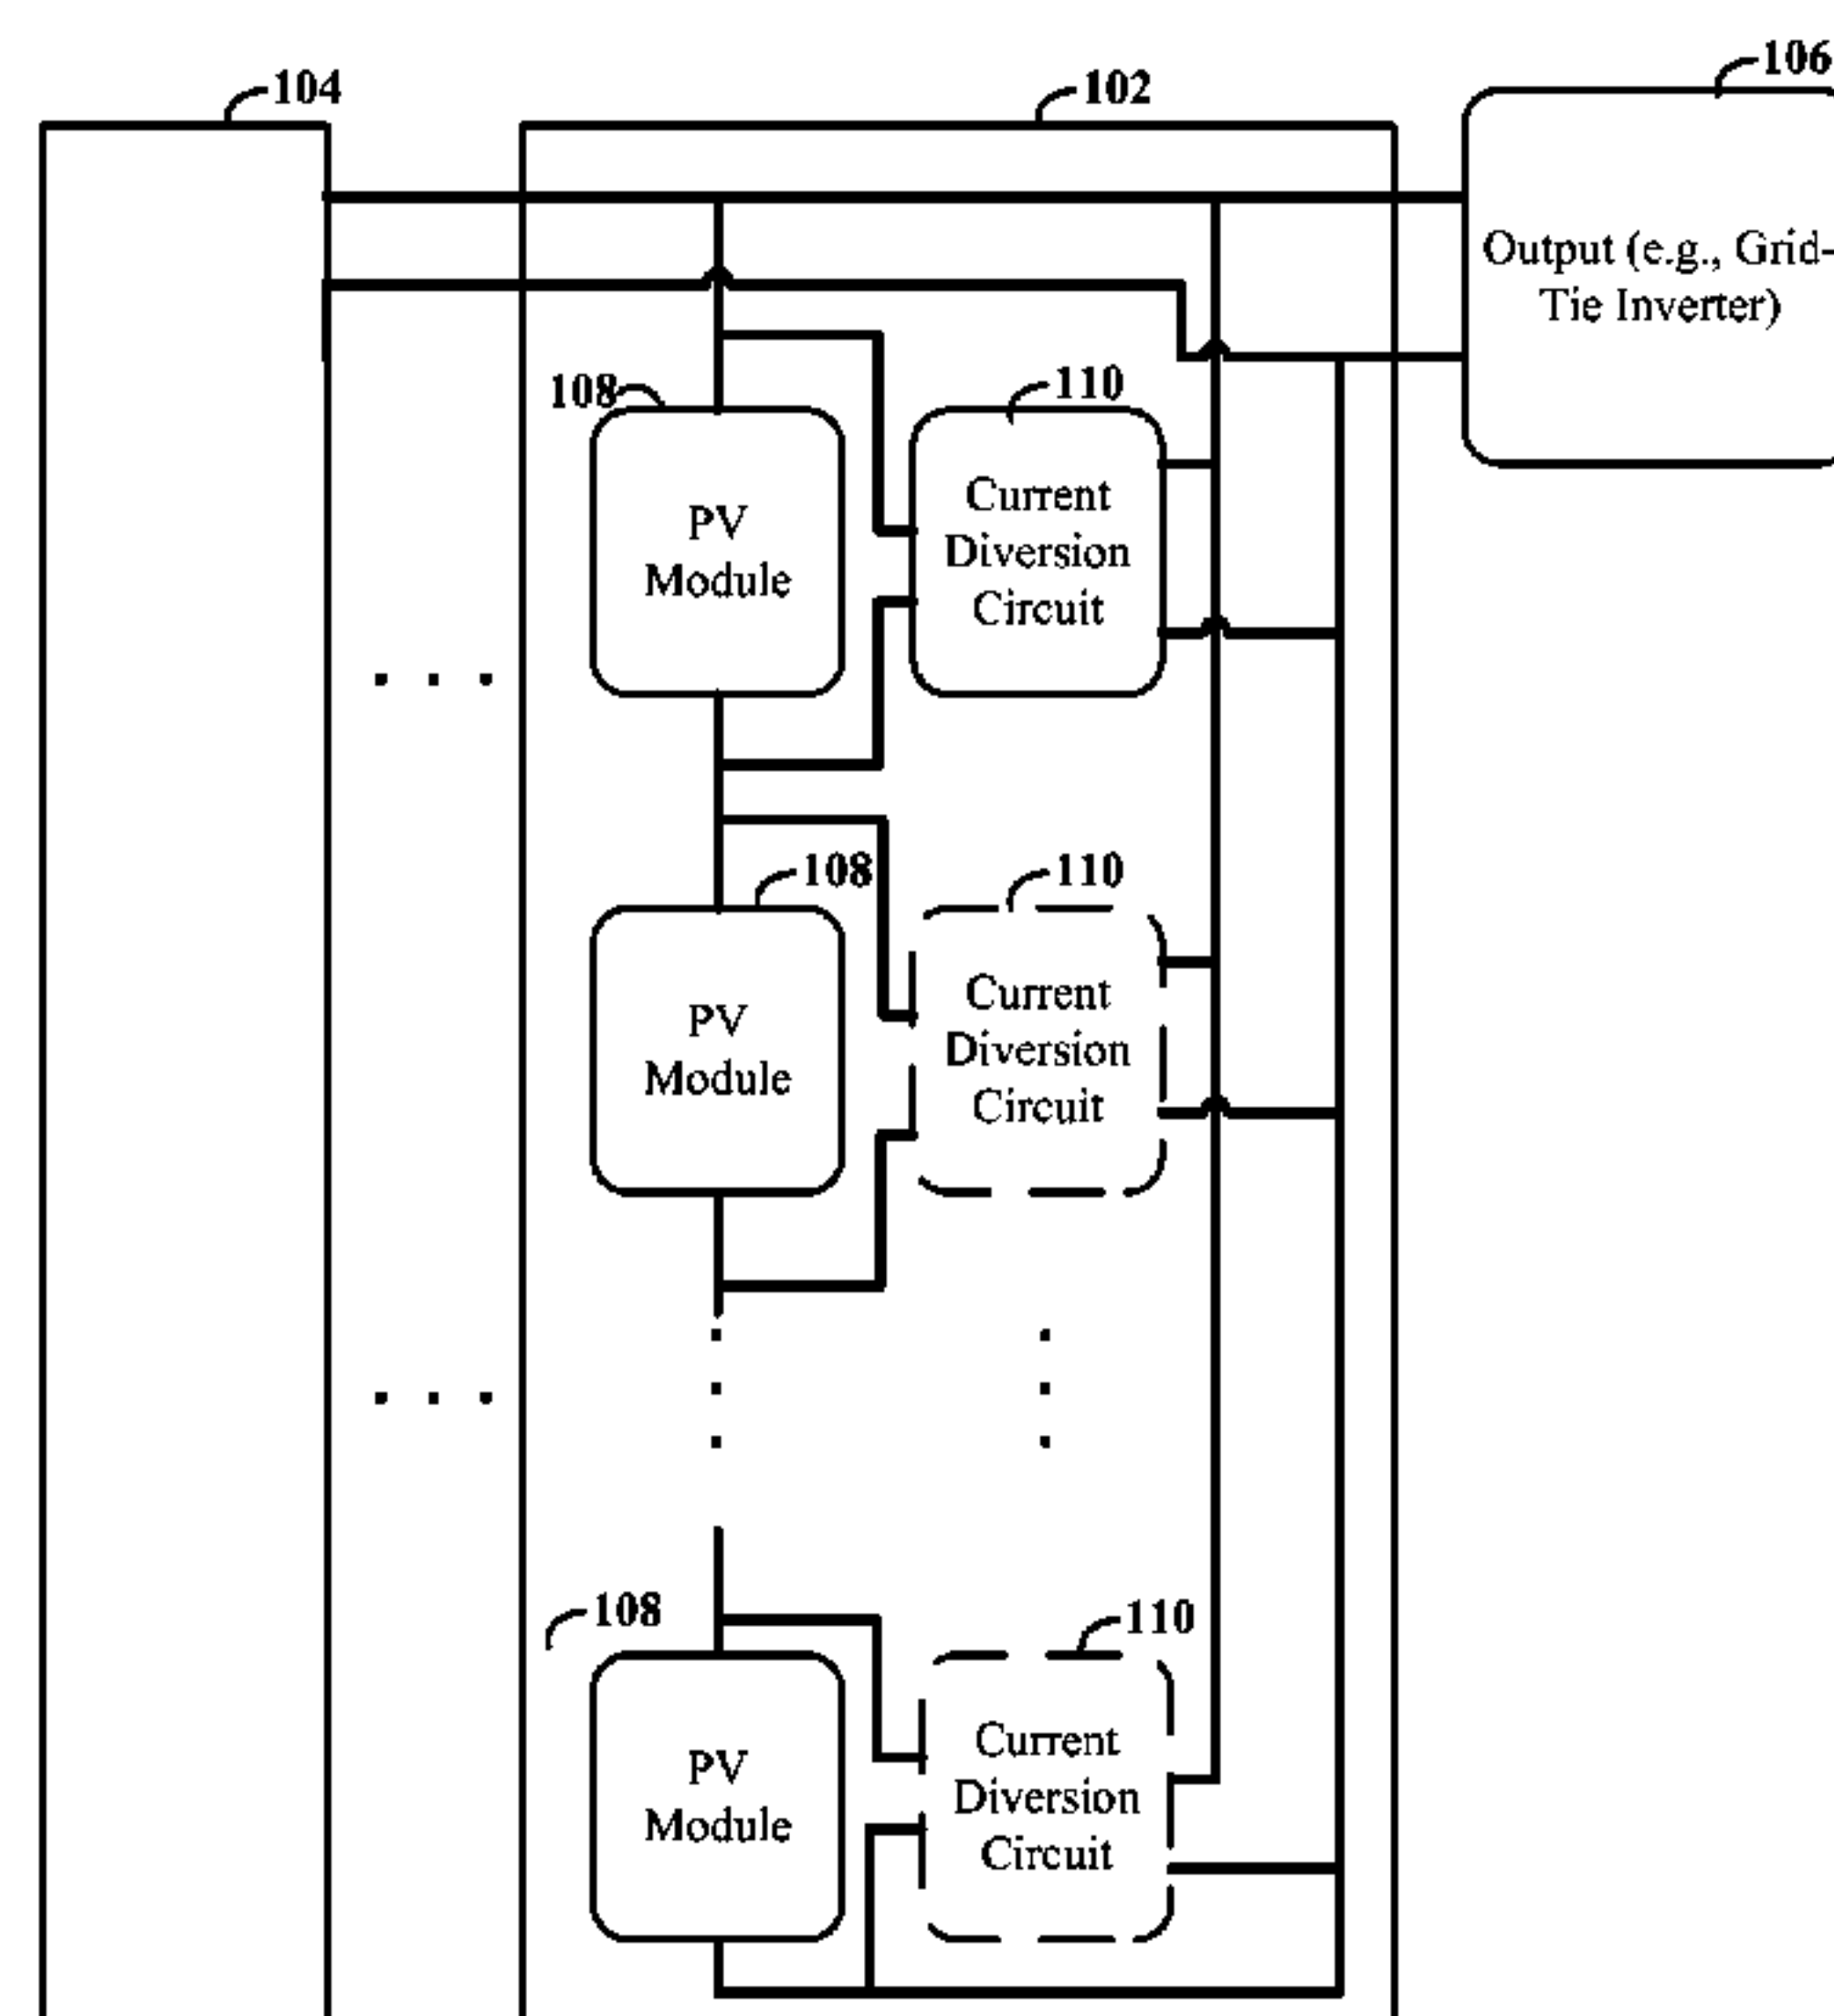 104
102
106
Output (e.g., Grid-
Tie Inverter)
108
110
PV
Module
Current
Diversion
Circuit
108
110
PV
Module
Current
Diversion
Circuit
108
110
PV
Module
Current
Diversion
Circuit